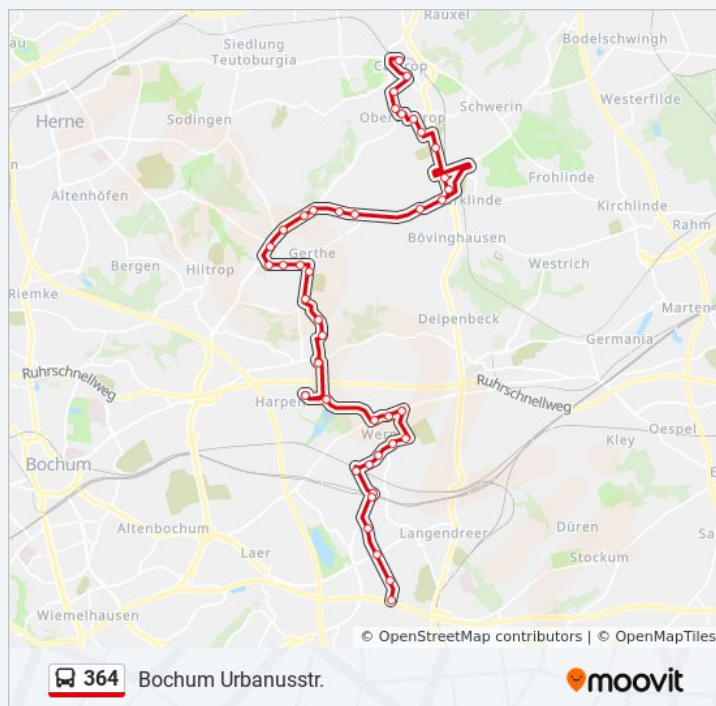 Rauxel
Siedlung
Teutoburgia
Bodelschwingh
Schwerin
Westerfilde
Herne
Sodingen
Altenhöfen
Frohlinde
Kirchlinde
Rahm
Bövinghausen
Gerthe
Bergen
Hiltrop
Westrich
Riemke
Marten
Deipenbeck
Germania
Ruhrschnellweg
Ruhrschnellweg
Harpen
Oespel
Kley
Bochum
Altenbochum
Langendreer
Düren
Laer
Stockum
Wiemelhausen
© OpenStreetMap contributors | © OpenMapTiles
364 Bochum Urbanusstr.
moovit